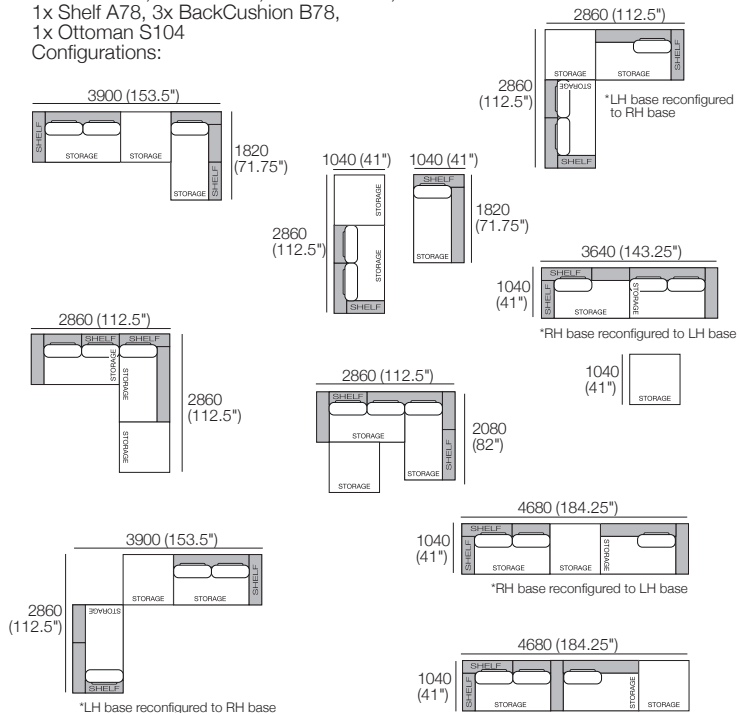 1x Shelf A78, 3x BackCushion B78,
1x Ottoman S104
Configurations:
2860 (112.5")
SHELF
STORAGE
STORAGE
STORAGE
2860
(112.5")
*LH base reconfigured
to RH base
SHELF
3900 (153.5")
SHELF
STORAGE
STORAGE
STORAGE
SHELF
1820
(71.75")
1040 (41")
1040 (41")
STORAGE
STORAGE
SHELF
2860
(112.5")
SHELF
STORAGE
1820
(71.75")
3640 (143.25")
SHELF
SHELF
STORAGE
STORAGE
1040
(41")
*RH base reconfigured to LH base
1040
(41")
STORAGE
2860 (112.5")
SHELF
SHELF
STORAGE
STORAGE
STORAGE
2860
(112.5")
2860 (112.5")
SHELF
STORAGE
STORAGE
STORAGE
SHELF
2080
(82")
4680 (184.25")
SHELF
SHELF
STORAGE
STORAGE
STORAGE
1040
(41")
*RH base reconfigured to LH base
3900 (153.5")
STORAGE
STORAGE
SHELF
STORAGE
2860
(112.5")
SHELF
*LH base reconfigured to RH base
4680 (184.25")
SHELF
SHELF
STORAGE
STORAGE
STORAGE
1040
(41")